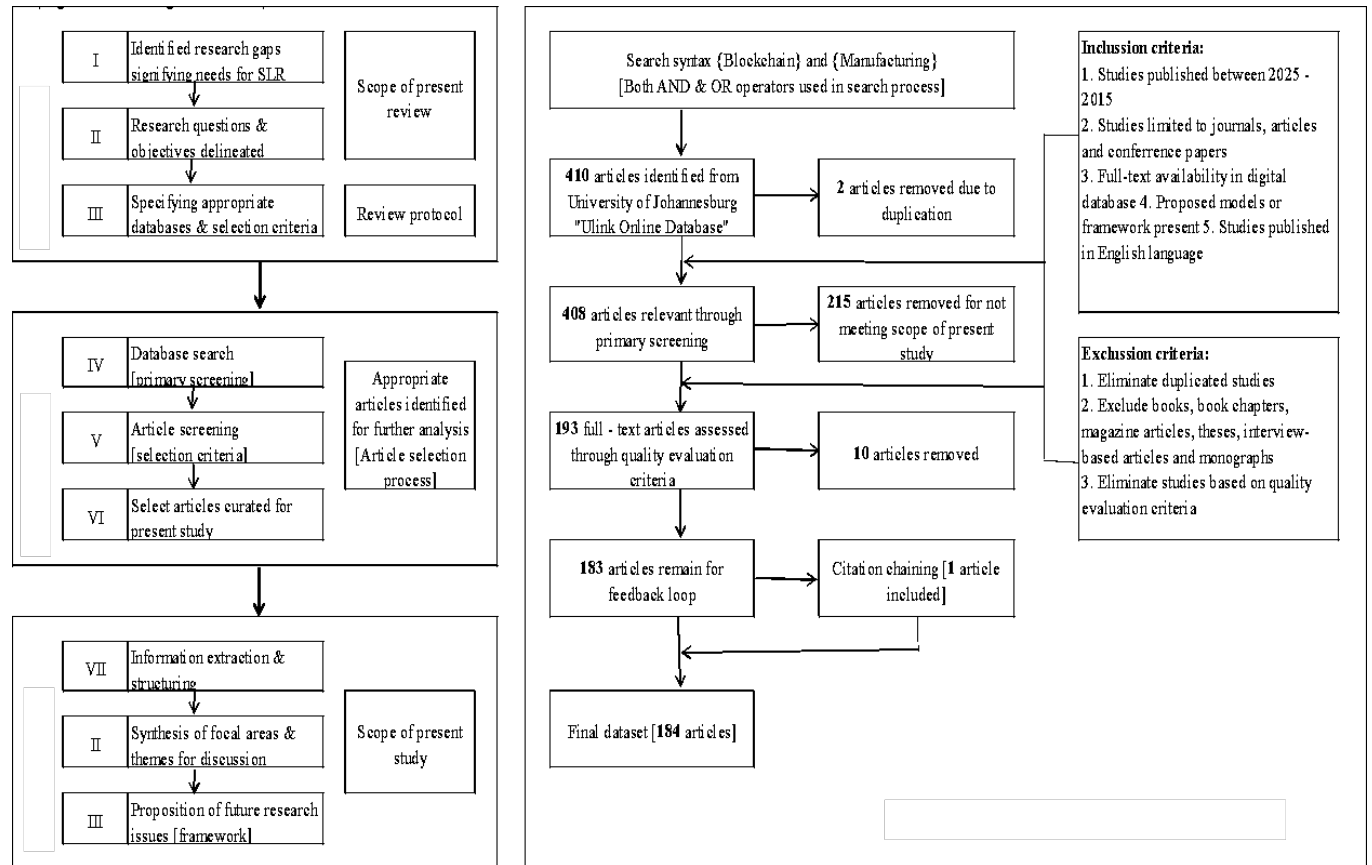 I
Identified research gaps
signifying needs for SLR
II
Research questions &
objectives delineated
III
Specifying appropriate
databases & selection criteria
Scope of present
review
Review protocol
IV
Database search
[primary screening]
V
Article screening
[selection criteria]
VI
Select articles curated for
present study
Appropriate
articles identified
for further analysis
[Article selection
process]
VII
Information extraction &
structuring
II
Synthesis of focal areas &
themes for discussion
III
Proposition of future research
issues [framework]
Scope of present
study
Search syntax {Blockchain} and {Manufacturing}
[Both AND & OR operators used in search process]
410 articles identified from
University of Johannesburg
"Ulink Online Database"
2 articles removed due to
duplication
408 articles relevant through
primary screening
215 articles removed for not
meeting scope of present
study
193 full - text articles assessed
through quality evaluation
criteria
10 articles removed
183 articles remain for
feedback loop
Citation chaining [1 article
included]
Final dataset [184 articles]
Inclussion criteria:
1. Studies published between 2025 -
2015
2. Studies limited to journals, articles
and conferrence papers
3. Full-text availability in digital
database 4. Proposed models or
framework present 5. Studies published
in English language
Exclussion criteria:
1. Eliminate duplicated studies
2. Exclude books, book chapters,
magazine articles, theses, interview-
based articles and monographs
3. Eliminate studies based on quality
evaluation criteria